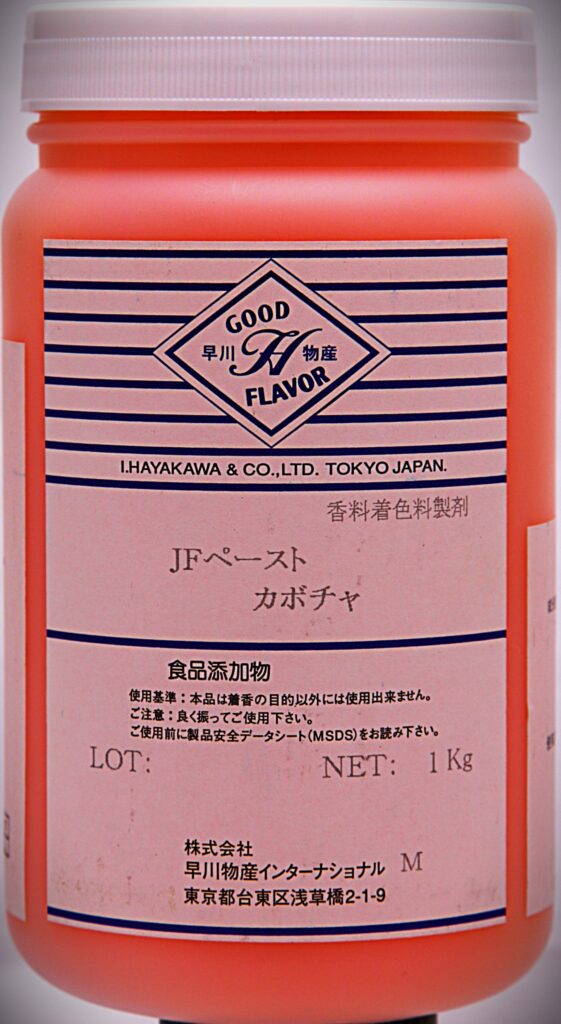 GOOD
早川 H 物産
FLAVOR
I.HAYAKAWA & CO.,LTD. TOKYO JAPAN.
香料着色料製剤
JFペースト
カボチャ
食品添加物
使用基準：本品は着香の目的以外には使用出来ません。
ご注意：良く振ってご使用下さい。
ご使用前に製品安全データシート(MSDS)をお読み下さい。
LOT: NET: 1Kg
株式会社
早川物産インターナショナル M
東京都台東区浅草橋2-1-9